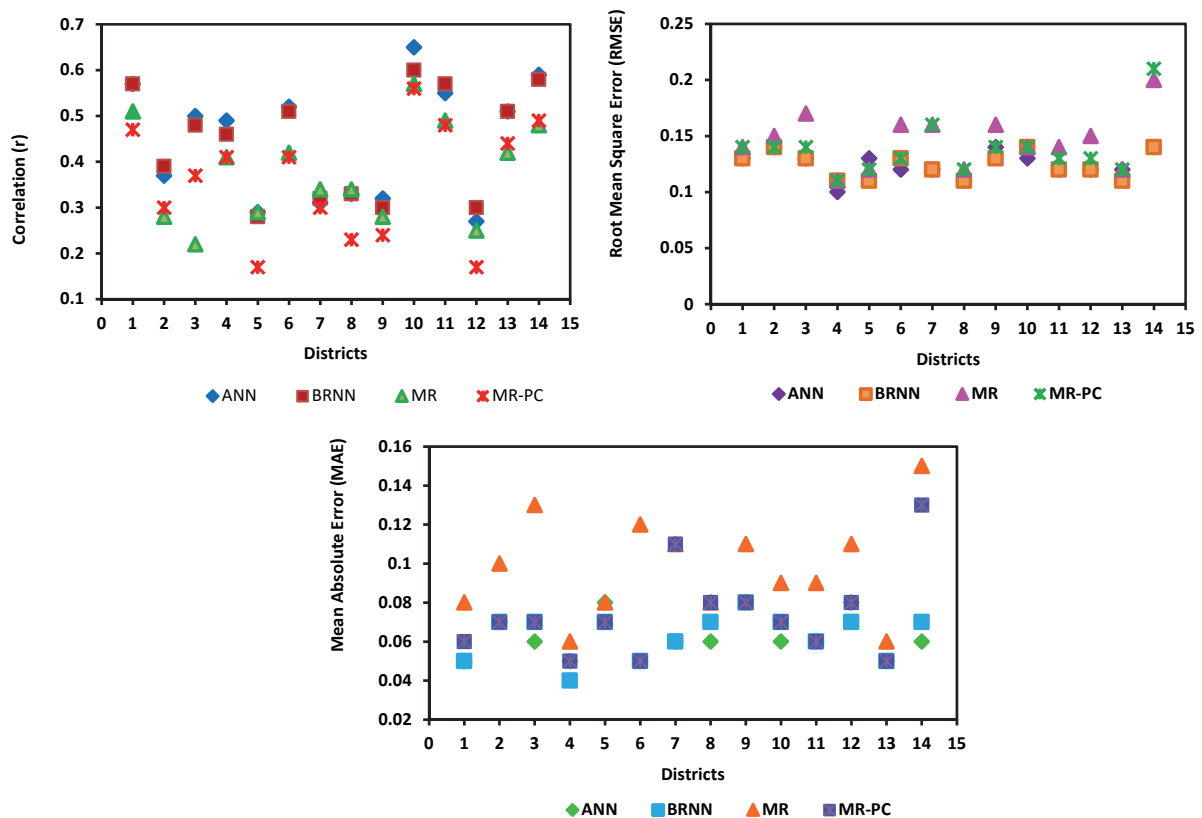 Correlation (r)
0.7
0.6
0.5
0.4
0.3
0.2
0.1
0 1 2 3 4 5 6 7 8 9 10 11 12 13 14 15
Districts
ANN BRNN MR MR-PC
Root Mean Square Error (RMSE)
0.25
0.2
0.15
0.1
0.05
0
0 1 2 3 4 5 6 7 8 9 10 11 12 13 14 15
Districts
ANN BRNN MR MR-PC
Mean Absolute Error (MAE)
0.16
0.14
0.12
0.1
0.08
0.06
0.04
0.02
0 1 2 3 4 5 6 7 8 9 10 11 12 13 14 15
Districts
ANN BRNN MR MR-PC